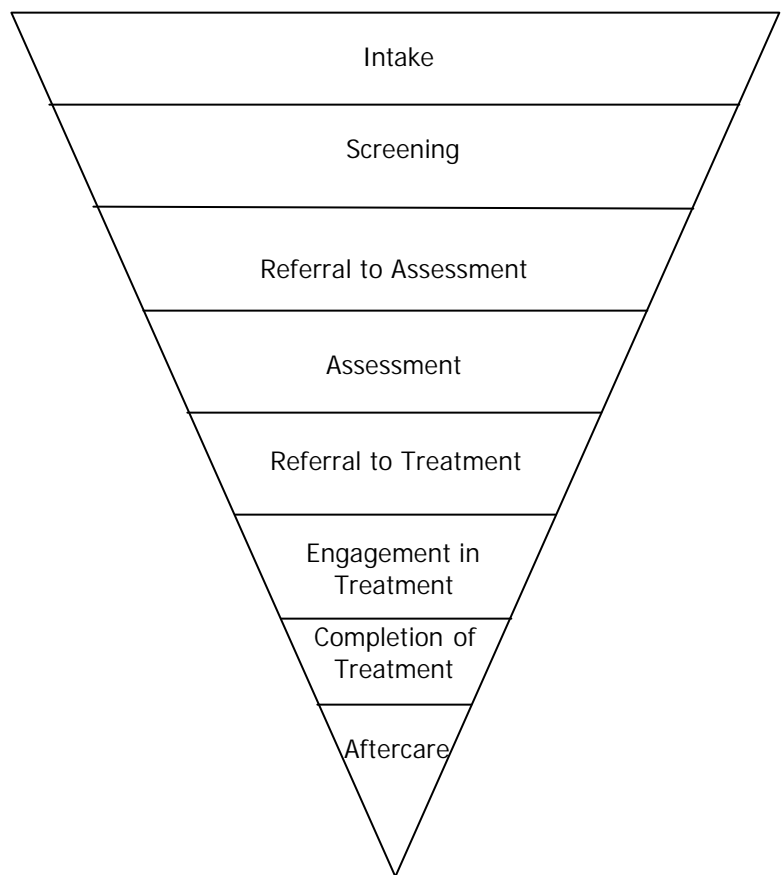 Intake
Screening
Referral to Assessment
Assessment
Referral to Treatment
Engagement in
Treatment
Completion of
Treatment
Aftercare